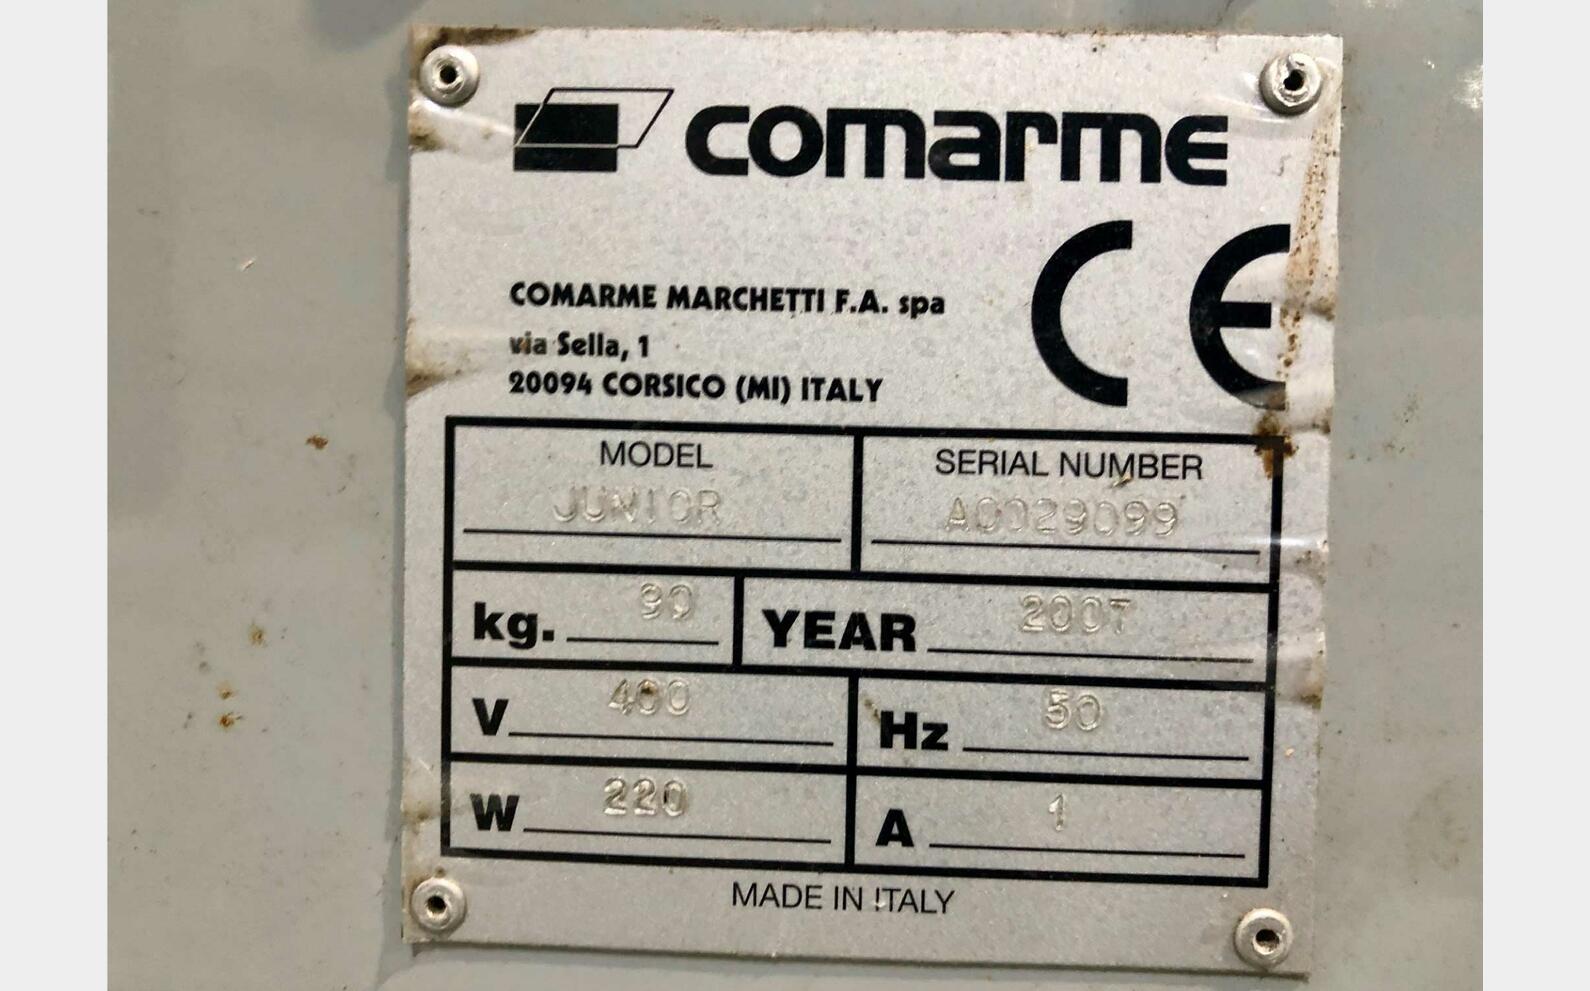 comarme
CE
COMARME MARCHETTI F.A. spa
via Sella, 1
20094 CORSICO (MI) ITALY
MODEL SERIAL NUMBER
JUNIOR A0029099
kg. 90 YEAR 2007
V 400 Hz 50
W 220 A 1
MADE IN ITALY